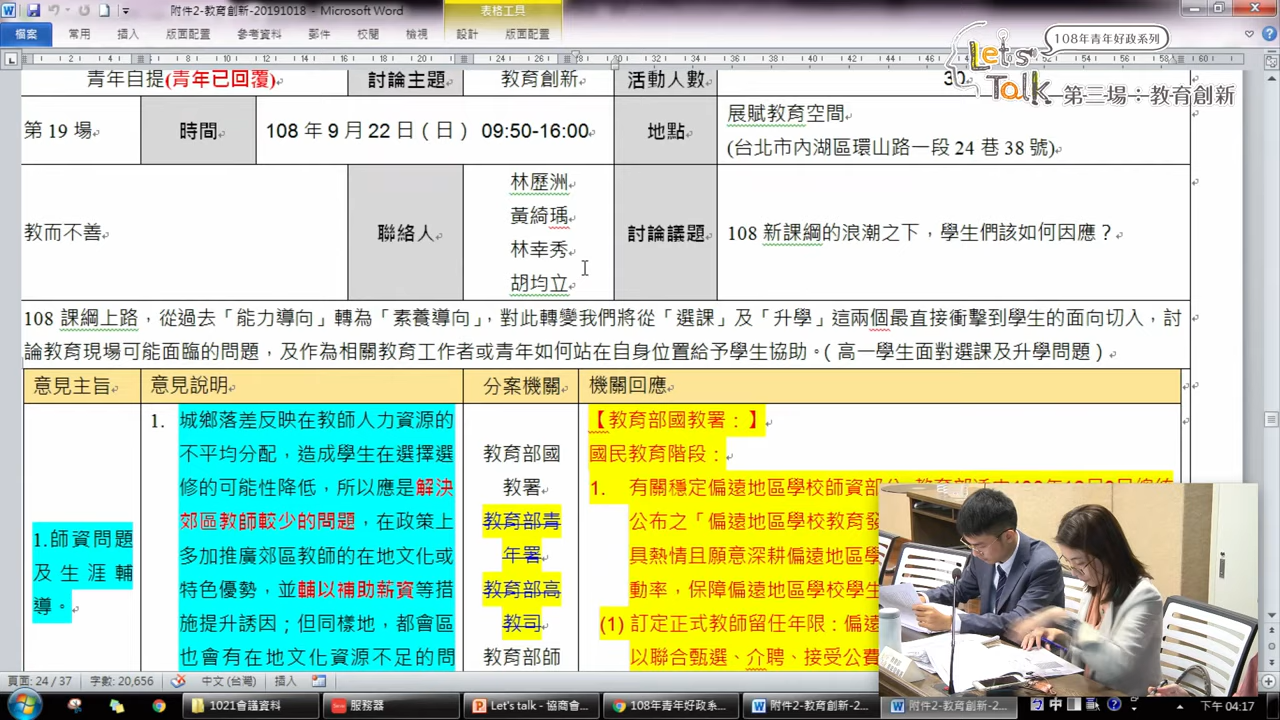 附件2-教育創新-20191018 - Microsoft Word
表格工具
檔案 常用 插入 版面配置 參考資料 郵件 校閱 檢視 設計 版面配置
108年青年好政系列
Let's Talk 第三場：教育創新
青年自提(青年已回覆) 討論主題 教育創新 活動人數 30
第 19 場 時間 108 年 9 月 22 日（日） 09:50-16:00 地點 展賦教育空間
(台北市內湖區環山路一段 24 巷 38 號)
教而不善 聯絡人 林歷洲
黃綺瑀
林幸秀
胡均立
討論議題 108 新課綱的浪潮之下，學生們該如何因應？
108 課綱上路，從過去「能力導向」轉為「素養導向」，對此轉變我們將從「選課」及「升學」這兩個最直接衝擊到學生的面向切入，討
論教育現場可能面臨的問題，及作為相關教育工作者或青年如何站在自身位置給予學生協助。(高一學生面對選課及升學問題)
意見主旨 意見說明 分案機關 機關回應
1.師資問題
及生涯輔
導。
1. 城鄉落差反映在教師人力資源的
不平均分配，造成學生在選擇選
修的可能性降低，所以應是解決
郊區教師較少的問題，在政策上
多加推廣郊區教師的在地文化或
特色優勢，並輔以補助薪資等措
施提升誘因；但同樣地，都會區
也會有在地文化資源不足的問
教育部國
教署
教育部青
年署
教育部高
教司
教育部師
【教育部國教署：】
國民教育階段：
1. 有關穩定偏遠地區學校師資部分
公布之「偏遠地區學校教育發
具熱情且願意深耕偏遠地區學
動率，保障偏遠地區學校學生
(1) 訂定正式教師留任年限：偏遠
以聯合甄選、介聘、接受公費
頁面: 24/37 字數: 20,656 中文 (台灣) 插入
1021會議資料 服務器 Let's talk - 協商會... 108年青年好政系... 附件2-教育創新-2... 附件2-教育創新-2... 中 下午 04:17